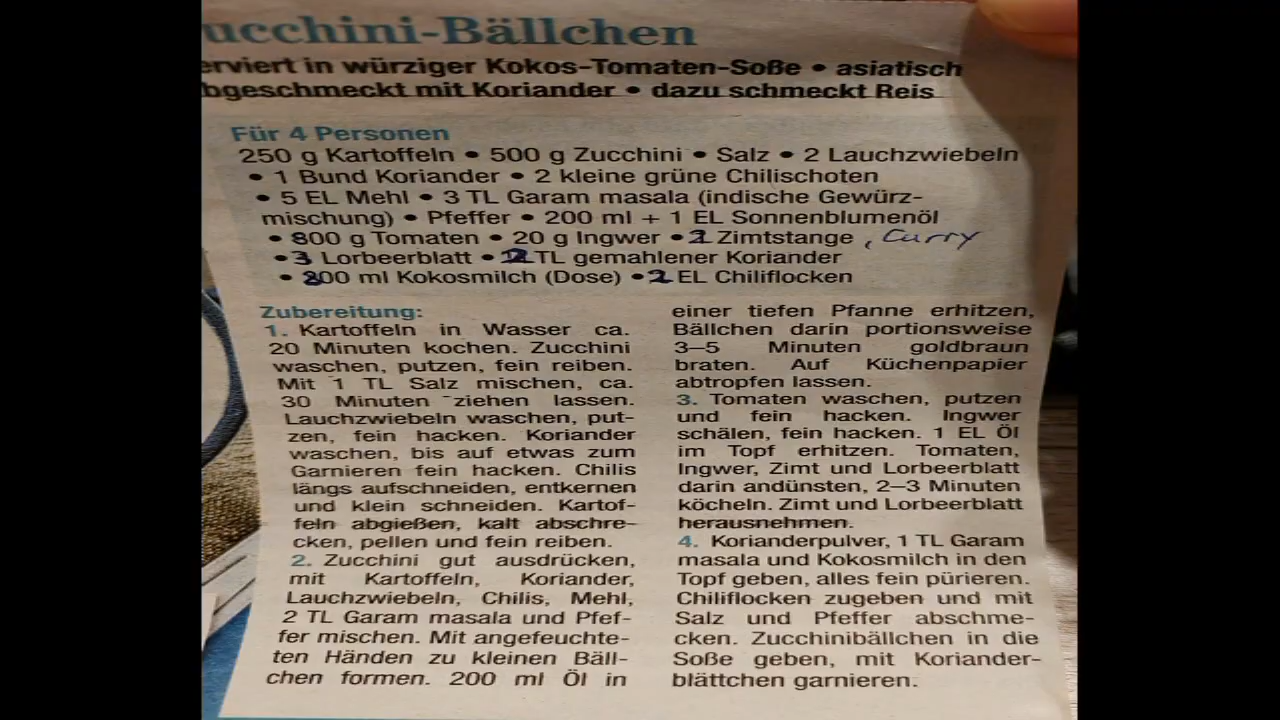 ucchini-Bällchen
erviert in würziger Kokos-Tomaten-Soße • asiatisch
bgeschmeckt mit Koriander • dazu schmeckt Reis
Für 4 Personen
250 g Kartoffeln • 500 g Zucchini • Salz • 2 Lauchzwiebeln
• 1 Bund Koriander • 2 kleine grüne Chilischoten
• 5 EL Mehl • 3 TL Garam masala (indische Gewürz-
mischung) • Pfeffer • 200 ml + 1 EL Sonnenblumenöl
• 800 g Tomaten • 20 g Ingwer • 2 Zimtstange , Curry
• 3 Lorbeerblatt • 2 TL gemahlener Koriander
• 800 ml Kokosmilch (Dose) • 2 EL Chiliflocken
Zubereitung:
1. Kartoffeln in Wasser ca.
20 Minuten kochen. Zucchini
waschen, putzen, fein reiben.
Mit 1 TL Salz mischen, ca.
30 Minuten ziehen lassen.
Lauchzwiebeln waschen, put-
zen, fein hacken. Koriander
waschen, bis auf etwas zum
Garnieren fein hacken. Chilis
längs aufschneiden, entkernen
und klein schneiden. Kartof-
feln abgießen, kalt abschre-
cken, pellen und fein reiben.
2. Zucchini gut ausdrücken,
mit Kartoffeln, Koriander,
Lauchzwiebeln, Chilis, Mehl,
2 TL Garam masala und Pfef-
fer mischen. Mit angefeuchte-
ten Händen zu kleinen Bäll-
chen formen. 200 ml Öl in
einer tiefen Pfanne erhitzen,
Bällchen darin portionsweise
3–5 Minuten goldbraun
braten. Auf Küchenpapier
abtropfen lassen.
3. Tomaten waschen, putzen
und fein hacken. Ingwer
schälen, fein hacken. 1 EL Öl
im Topf erhitzen. Tomaten,
Ingwer, Zimt und Lorbeerblatt
darin andünsten, 2–3 Minuten
köcheln. Zimt und Lorbeerblatt
herausnehmen.
4. Korianderpulver, 1 TL Garam
masala und Kokosmilch in den
Topf geben, alles fein pürieren.
Chiliflocken zugeben und mit
Salz und Pfeffer abschme-
cken. Zucchinibällchen in die
Soße geben, mit Koriander-
blättchen garnieren.